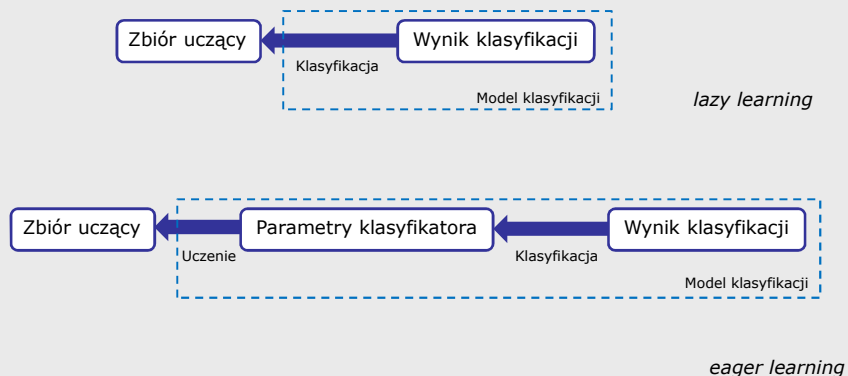 Zbiór uczący
Wynik klasyfikacji
Klasyfikacja
Model klasyfikacji
lazy learning
Zbiór uczący
Parametry klasyfikatora
Wynik klasyfikacji
Uczenie
Klasyfikacja
Model klasyfikacji
eager learning